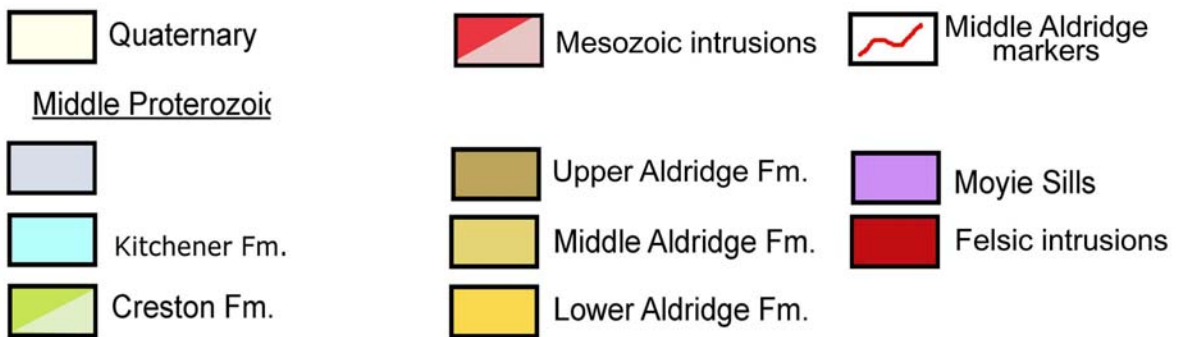 Quaternary
Mesozoic intrusions
Middle Aldridge
markers
Middle Proterozoic
Upper Aldridge Fm.
Moyie Sills
Kitchener Fm.
Middle Aldridge Fm.
Felsic intrusions
Creston Fm.
Lower Aldridge Fm.